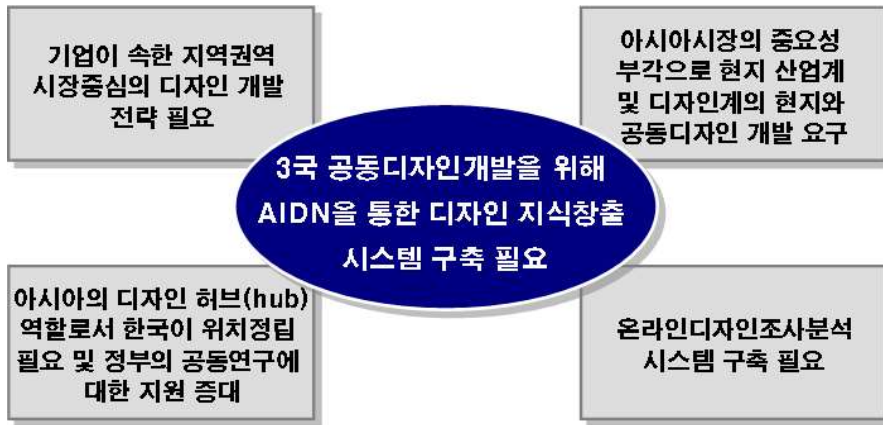 기업이 속한 지역권역
시장중심의 디자인 개발
전략 필요
아시아시장의 중요성
부각으로 현지 산업계
및 디자인계의 현지와
공동디자인 개발 요구
3국 공동디자인개발을 위해
AIDN을 통한 디자인 지식창출
시스템 구축 필요
아시아의 디자인 허브(hub)
역할로서 한국이 위치정립
필요 및 정부의 공동연구에
대한 지원 증대
온라인디자인조사분석
시스템 구축 필요